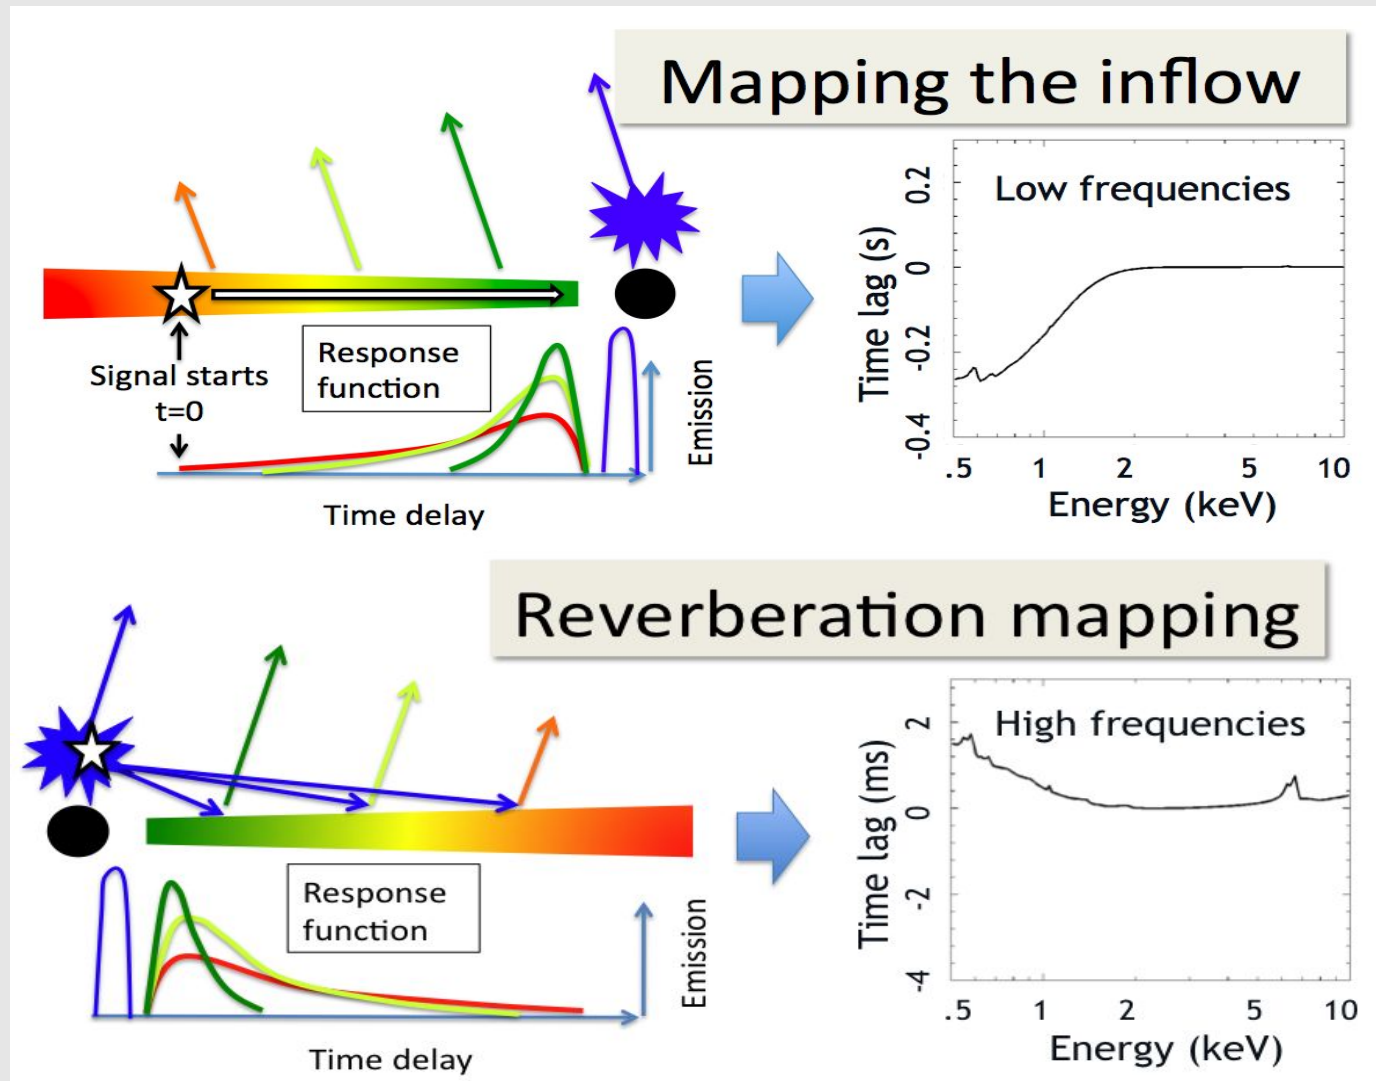 Mapping the inflow
Signal starts
t=0
Response
function
Emission
Time delay
Low frequencies
Time lag (s)
0.2
0
-0.2
-0.4
.5 1 2 5 10
Energy (keV)
Reverberation mapping
Response
function
Emission
Time delay
High frequencies
Time lag (ms)
2
0
-2
-4
.5 1 2 5 10
Energy (keV)